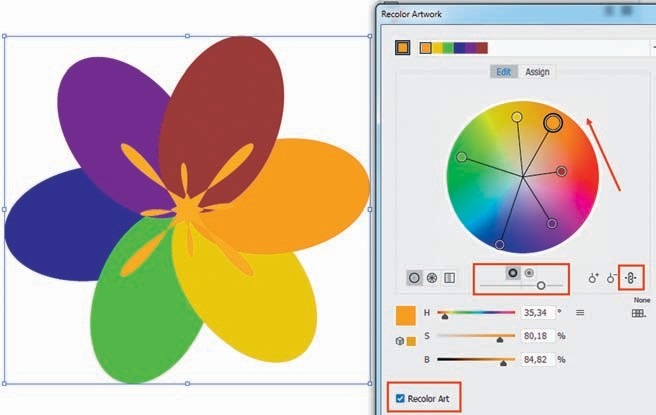 Recolor Artwork
Edit Assign
None
H 35,34 °
S 80,18 %
B 84,82 %
Recolor Art